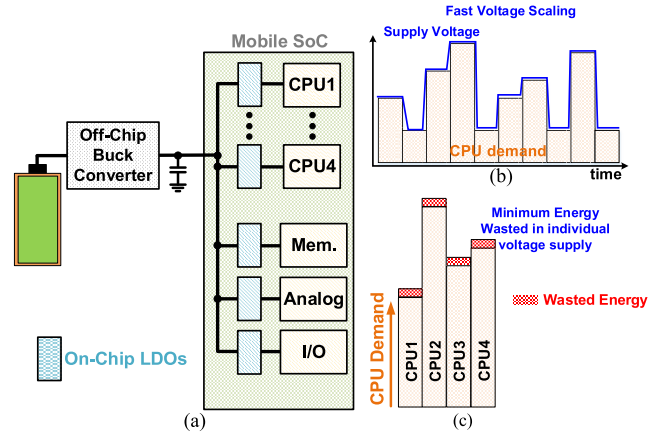 Mobile SoC
CPU1
CPU4
Mem.
Analog
I/O
Off-Chip
Buck
Converter
On-Chip LDOs
(a)
Fast Voltage Scaling
Supply Voltage
CPU demand
time
(b)
Minimum Energy
Wasted in individual
voltage supply
Wasted Energy
CPU Demand
CPU1
CPU2
CPU3
CPU4
(c)